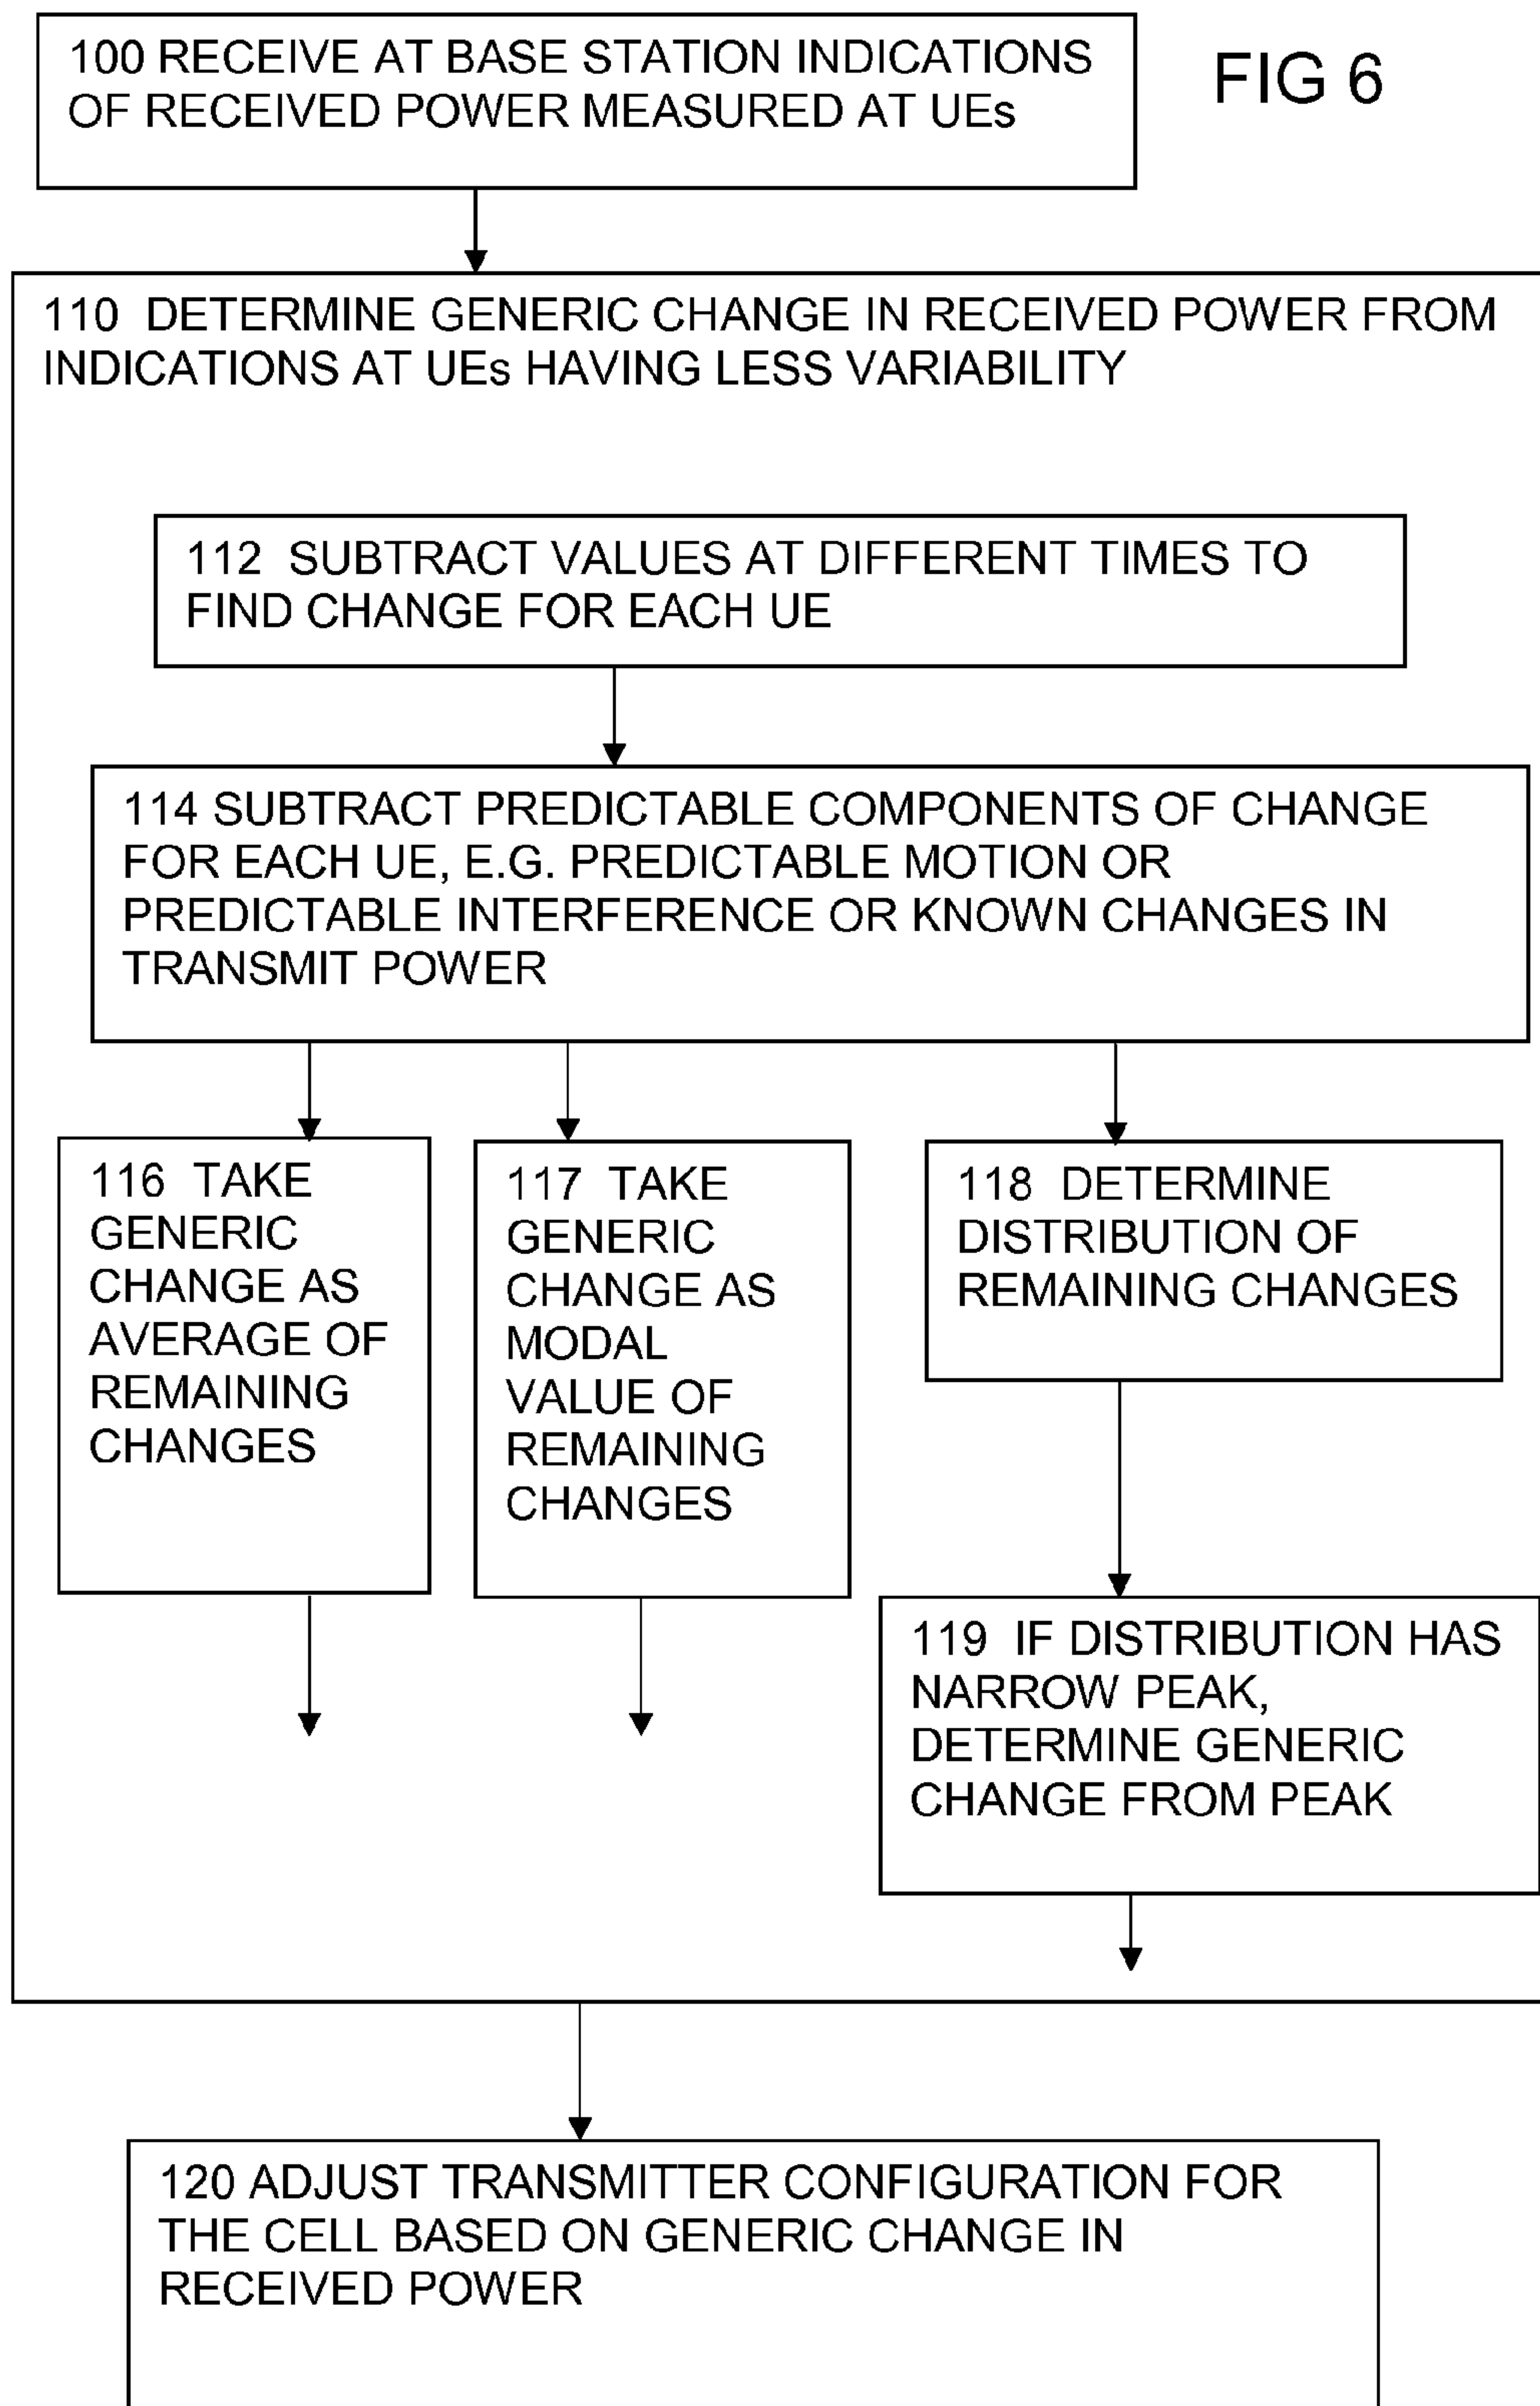 100 RECEIVE AT BASE STATION INDICATIONS
OF RECEIVED POWER MEASURED AT UEs
FIG 6
110 DETERMINE GENERIC CHANGE IN RECEIVED POWER FROM
INDICATIONS AT UEs HAVING LESS VARIABILITY
112 SUBTRACT VALUES AT DIFFERENT TIMES TO
FIND CHANGE FOR EACH UE
114 SUBTRACT PREDICTABLE COMPONENTS OF CHANGE
FOR EACH UE, E.G. PREDICTABLE MOTION OR
PREDICTABLE INTERFERENCE OR KNOWN CHANGES IN
TRANSMIT POWER
116 TAKE
GENERIC
CHANGE AS
AVERAGE OF
REMAINING
CHANGES
117 TAKE
GENERIC
CHANGE AS
MODAL
VALUE OF
REMAINING
CHANGES
118 DETERMINE
DISTRIBUTION OF
REMAINING CHANGES
119 IF DISTRIBUTION HAS
NARROW PEAK,
DETERMINE GENERIC
CHANGE FROM PEAK
120 ADJUST TRANSMITTER CONFIGURATION FOR
THE CELL BASED ON GENERIC CHANGE IN
RECEIVED POWER